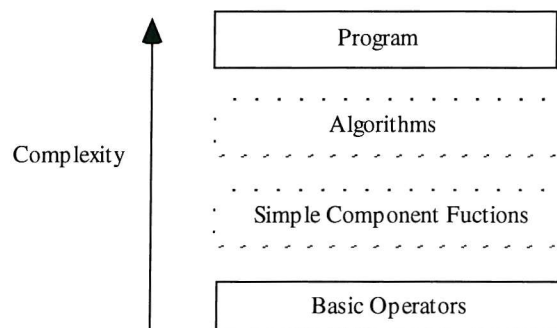 Program
Algorithms
Complexity
Simple Component Fuctions
Basic Operators